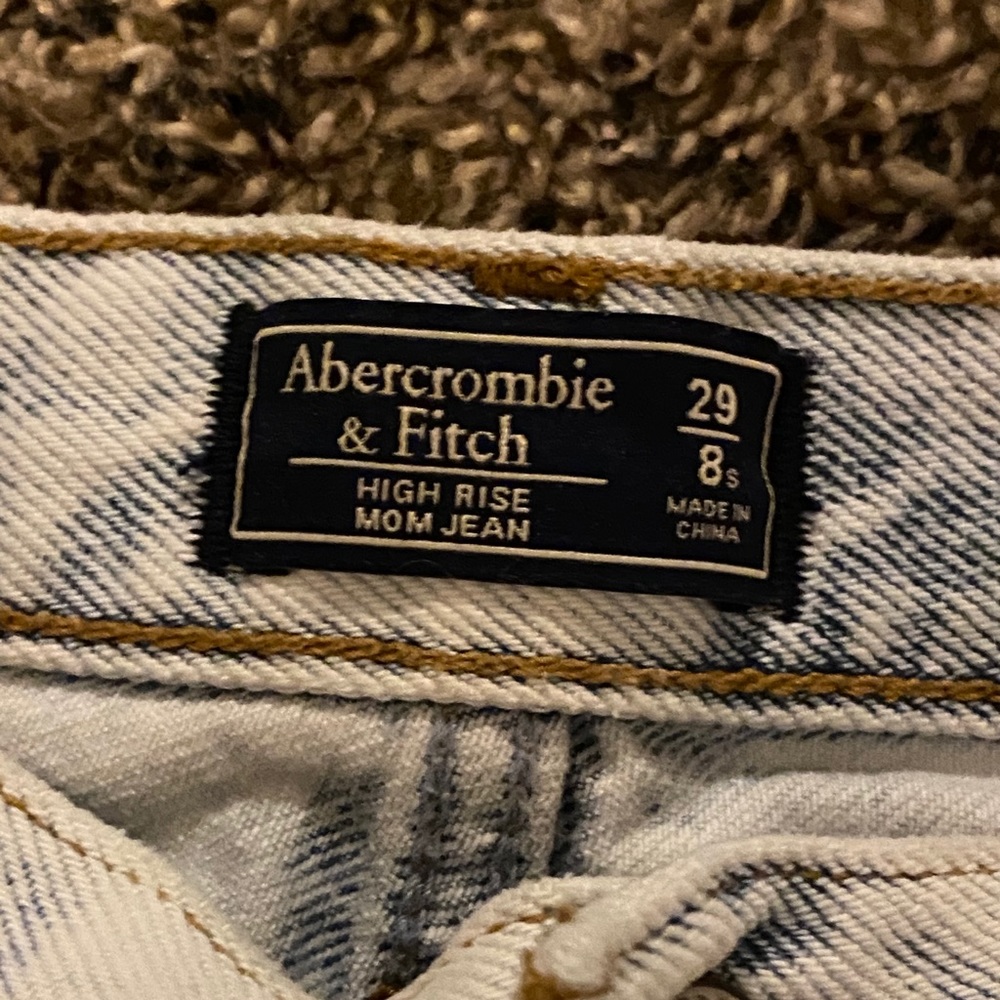 Abercrombie
& Fitch
HIGH RISE
MOM JEAN
29
8s
MADE IN
CHINA